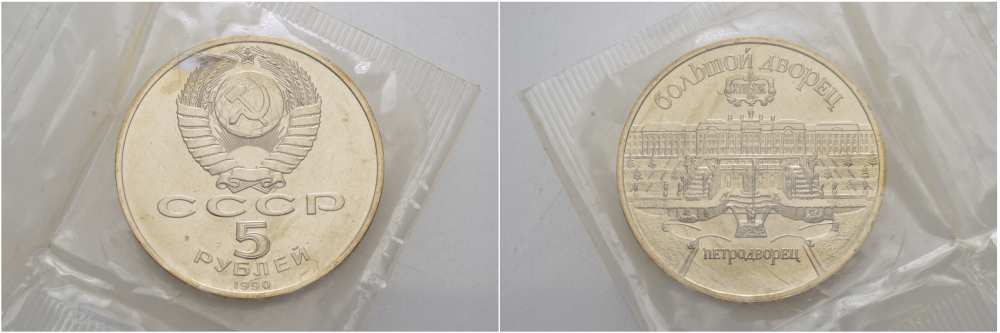 СССР
5
РУБЛЕЙ
1990
БОЛЬШОЙ ДВОРЕЦ
ПЕТРОДВОРЕЦ